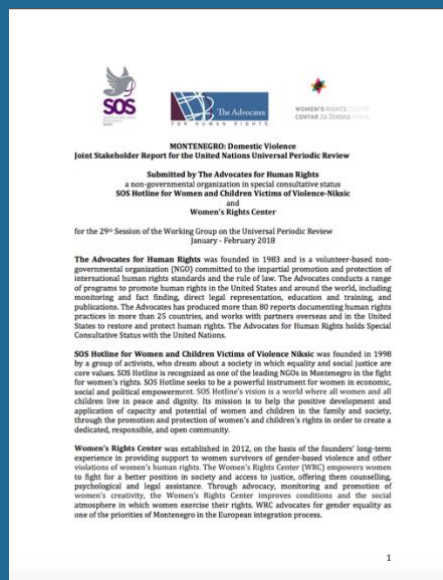 SOS
The Advocates
FOR HUMAN RIGHTS
WOMEN'S RIGHTS CENTER
CENTAR ZA ŽENSKA PRAVA
MONTENEGRO: Domestic Violence
Joint Stakeholder Report for the United Nations Universal Periodic Review
Submitted by The Advocates for Human Rights
a non-governmental organization in special consultative status
SOS Hotline for Women and Children Victims of Violence-Niksic
and
Women's Rights Center
for the 29th Session of the Working Group on the Universal Periodic Review
January - February 2018
The Advocates for Human Rights was founded in 1983 and is a volunteer-based non-
governmental organization (NGO) committed to the impartial promotion and protection of
international human rights standards and the rule of law. The Advocates conducts a range
of programs to promote human rights in the United States and around the world, including
monitoring and fact finding, direct legal representation, education and training, and
publications. The Advocates has produced more than 80 reports documenting human rights
practices in more than 25 countries, and works with partners overseas and in the United
States to restore and protect human rights. The Advocates for Human Rights holds Special
Consultative Status with the United Nations.
SOS Hotline for Women and Children Victims of Violence Niksic was founded in 1998
by a group of activists, who dream about a society in which equality and social justice are
core values. SOS Hotline is recognized as one of the leading NGOs in Montenegro in the fight
for women's rights. SOS Hotline seeks to be a powerful instrument for women in economic,
social and political empowerment. SOS Hotline's vision is a world where all women and all
children live in peace and dignity. Its mission is to help the positive development and
application of capacity and potential of women and children in the family and society,
through the promotion and protection of women's and children's rights in order to create a
dedicated, responsible, and open community.
Women's Rights Center was established in 2012, on the basis of the founders' long-term
experience in providing support to women survivors of gender-based violence and other
violations of women's human rights. The Women's Rights Center (WRC) empowers women
to fight for a better position in society and access to justice, offering them counselling,
psychological and legal assistance. Through advocacy, monitoring and promotion of
women's creativity, the Women's Rights Center improves conditions and the social
atmosphere in which women exercise their rights. WRC advocates for gender equality as
one of the priorities of Montenegro in the European integration process.
1